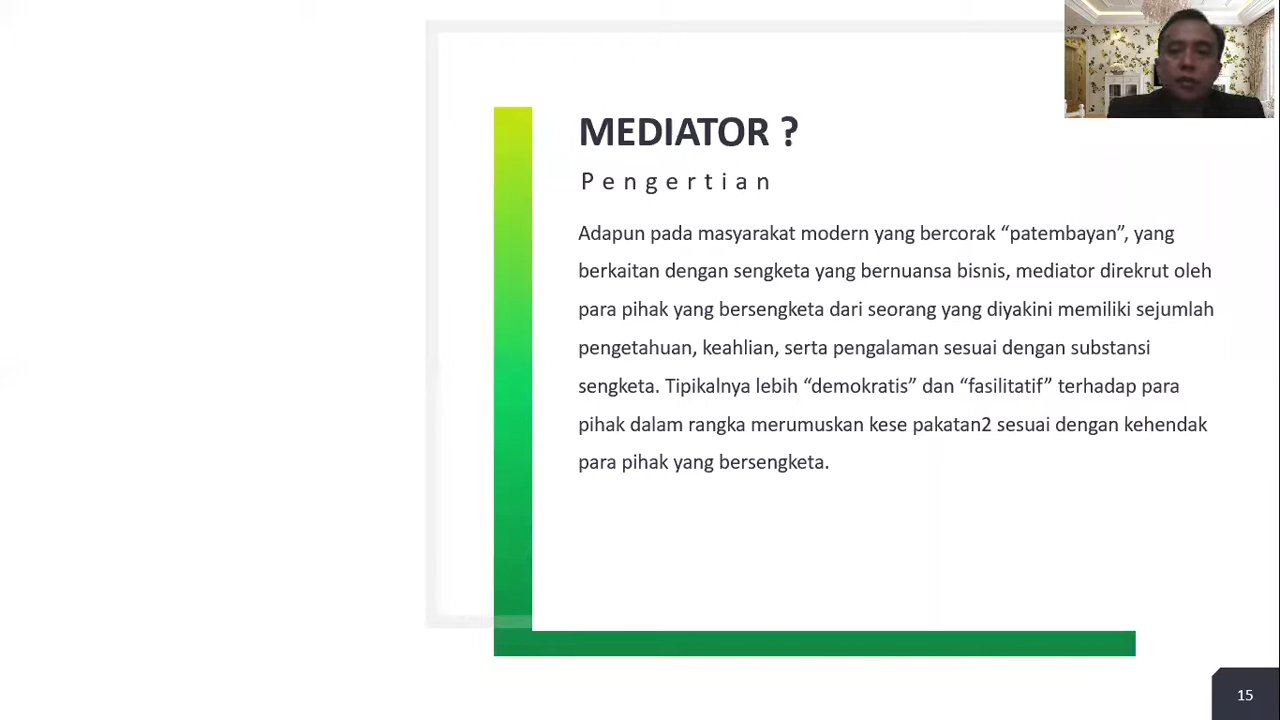 MEDIATOR ?
Pengertian
Adapun pada masyarakat modern yang bercorak “patembayan”, yang
berkaitan dengan sengketa yang bernuansa bisnis, mediator direkrut oleh
para pihak yang bersengketa dari seorang yang diyakini memiliki sejumlah
pengetahuan, keahlian, serta pengalaman sesuai dengan substansi
sengketa. Tipikalnya lebih “demokratis” dan “fasilitatif” terhadap para
pihak dalam rangka merumuskan kese pakatan2 sesuai dengan kehendak
para pihak yang bersengketa.
15